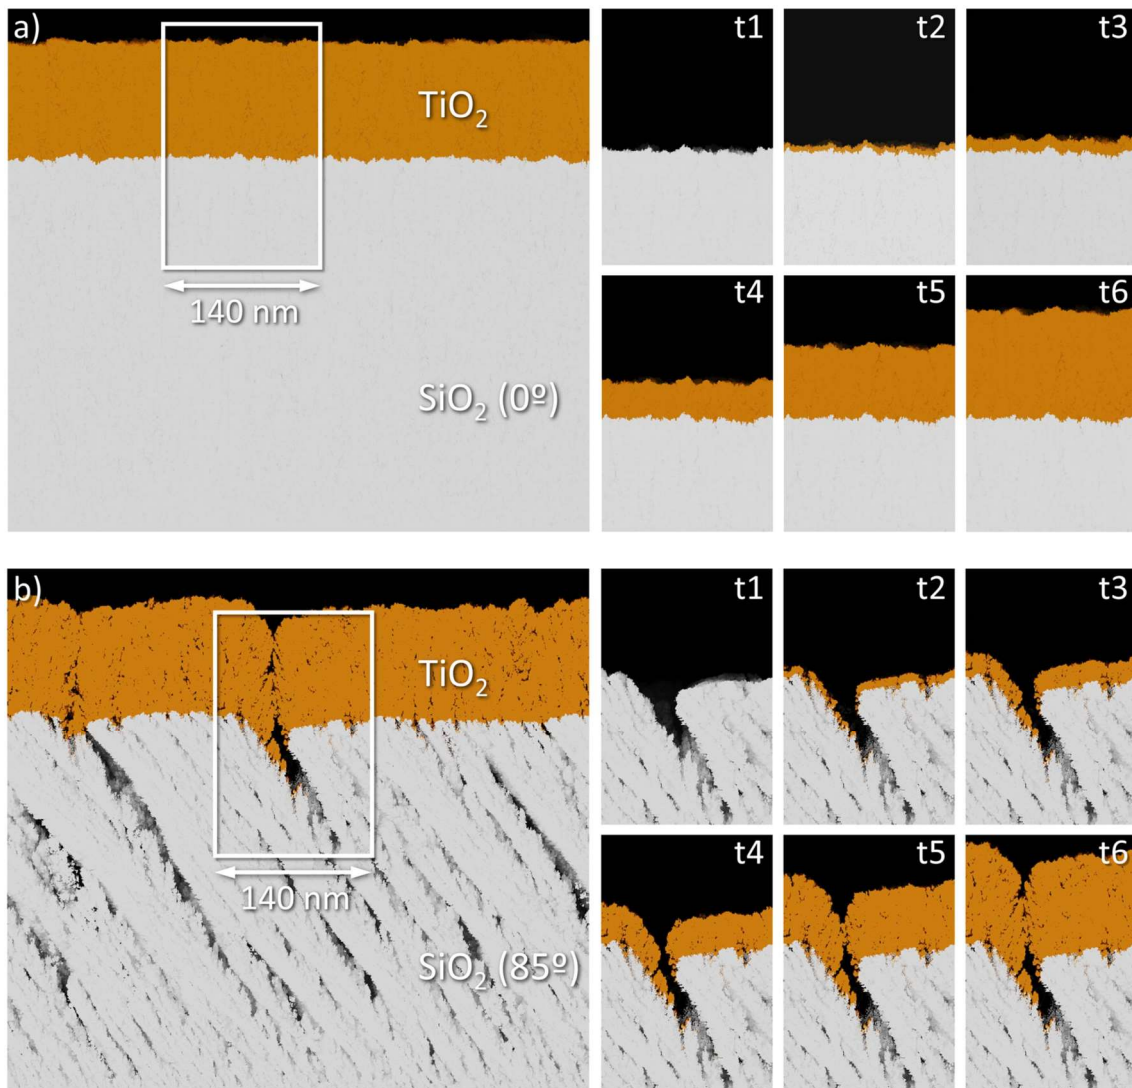 a)
TiO₂
140 nm
SiO₂ (0º)
t1
t2
t3
t4
t5
t6
b)
TiO₂
140 nm
SiO₂ (85º)
t1
t2
t3
t4
t5
t6